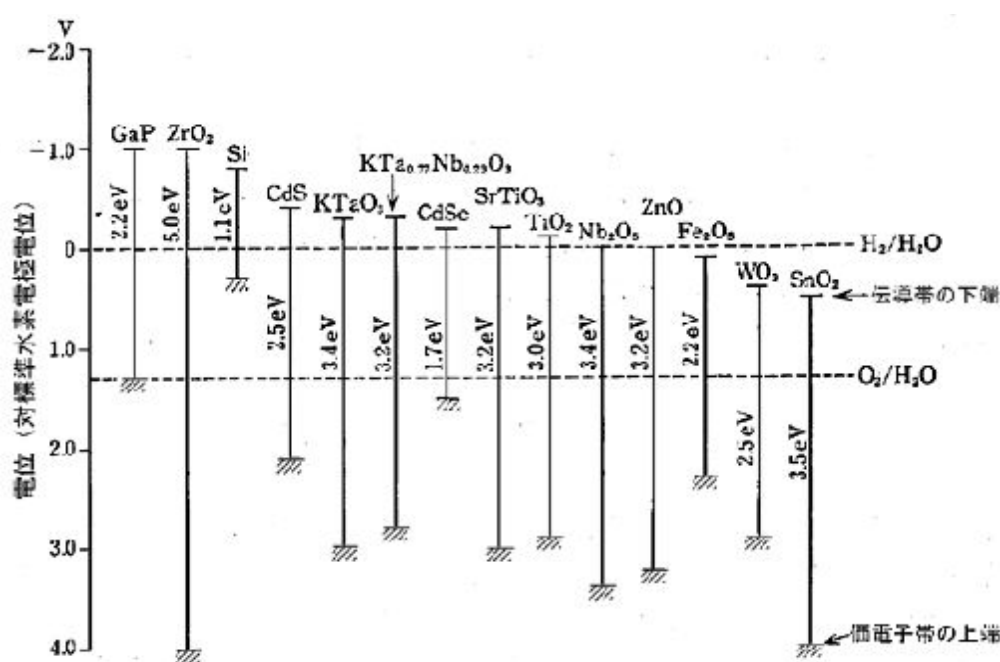 V
-2.0
-1.0
0
1.0
2.0
3.0
4.0
電位（対標準水素電極電位）
GaP
2.2eV
ZrO₂
5.0eV
Si
1.1eV
CdS
2.5eV
KTaO₃
3.4eV
KTa₀.₇₇Nb₀.₂₃O₃
3.2eV
CdSe
1.7eV
SrTiO₃
3.2eV
TiO₂
3.0eV
Nb₂O₅
3.4eV
ZnO
3.2eV
Fe₂O₃
2.2eV
WO₃
2.5eV
SnO₂
3.5eV
H₂/H₂O
伝導帯の下端
O₂/H₂O
価電子帯の上端